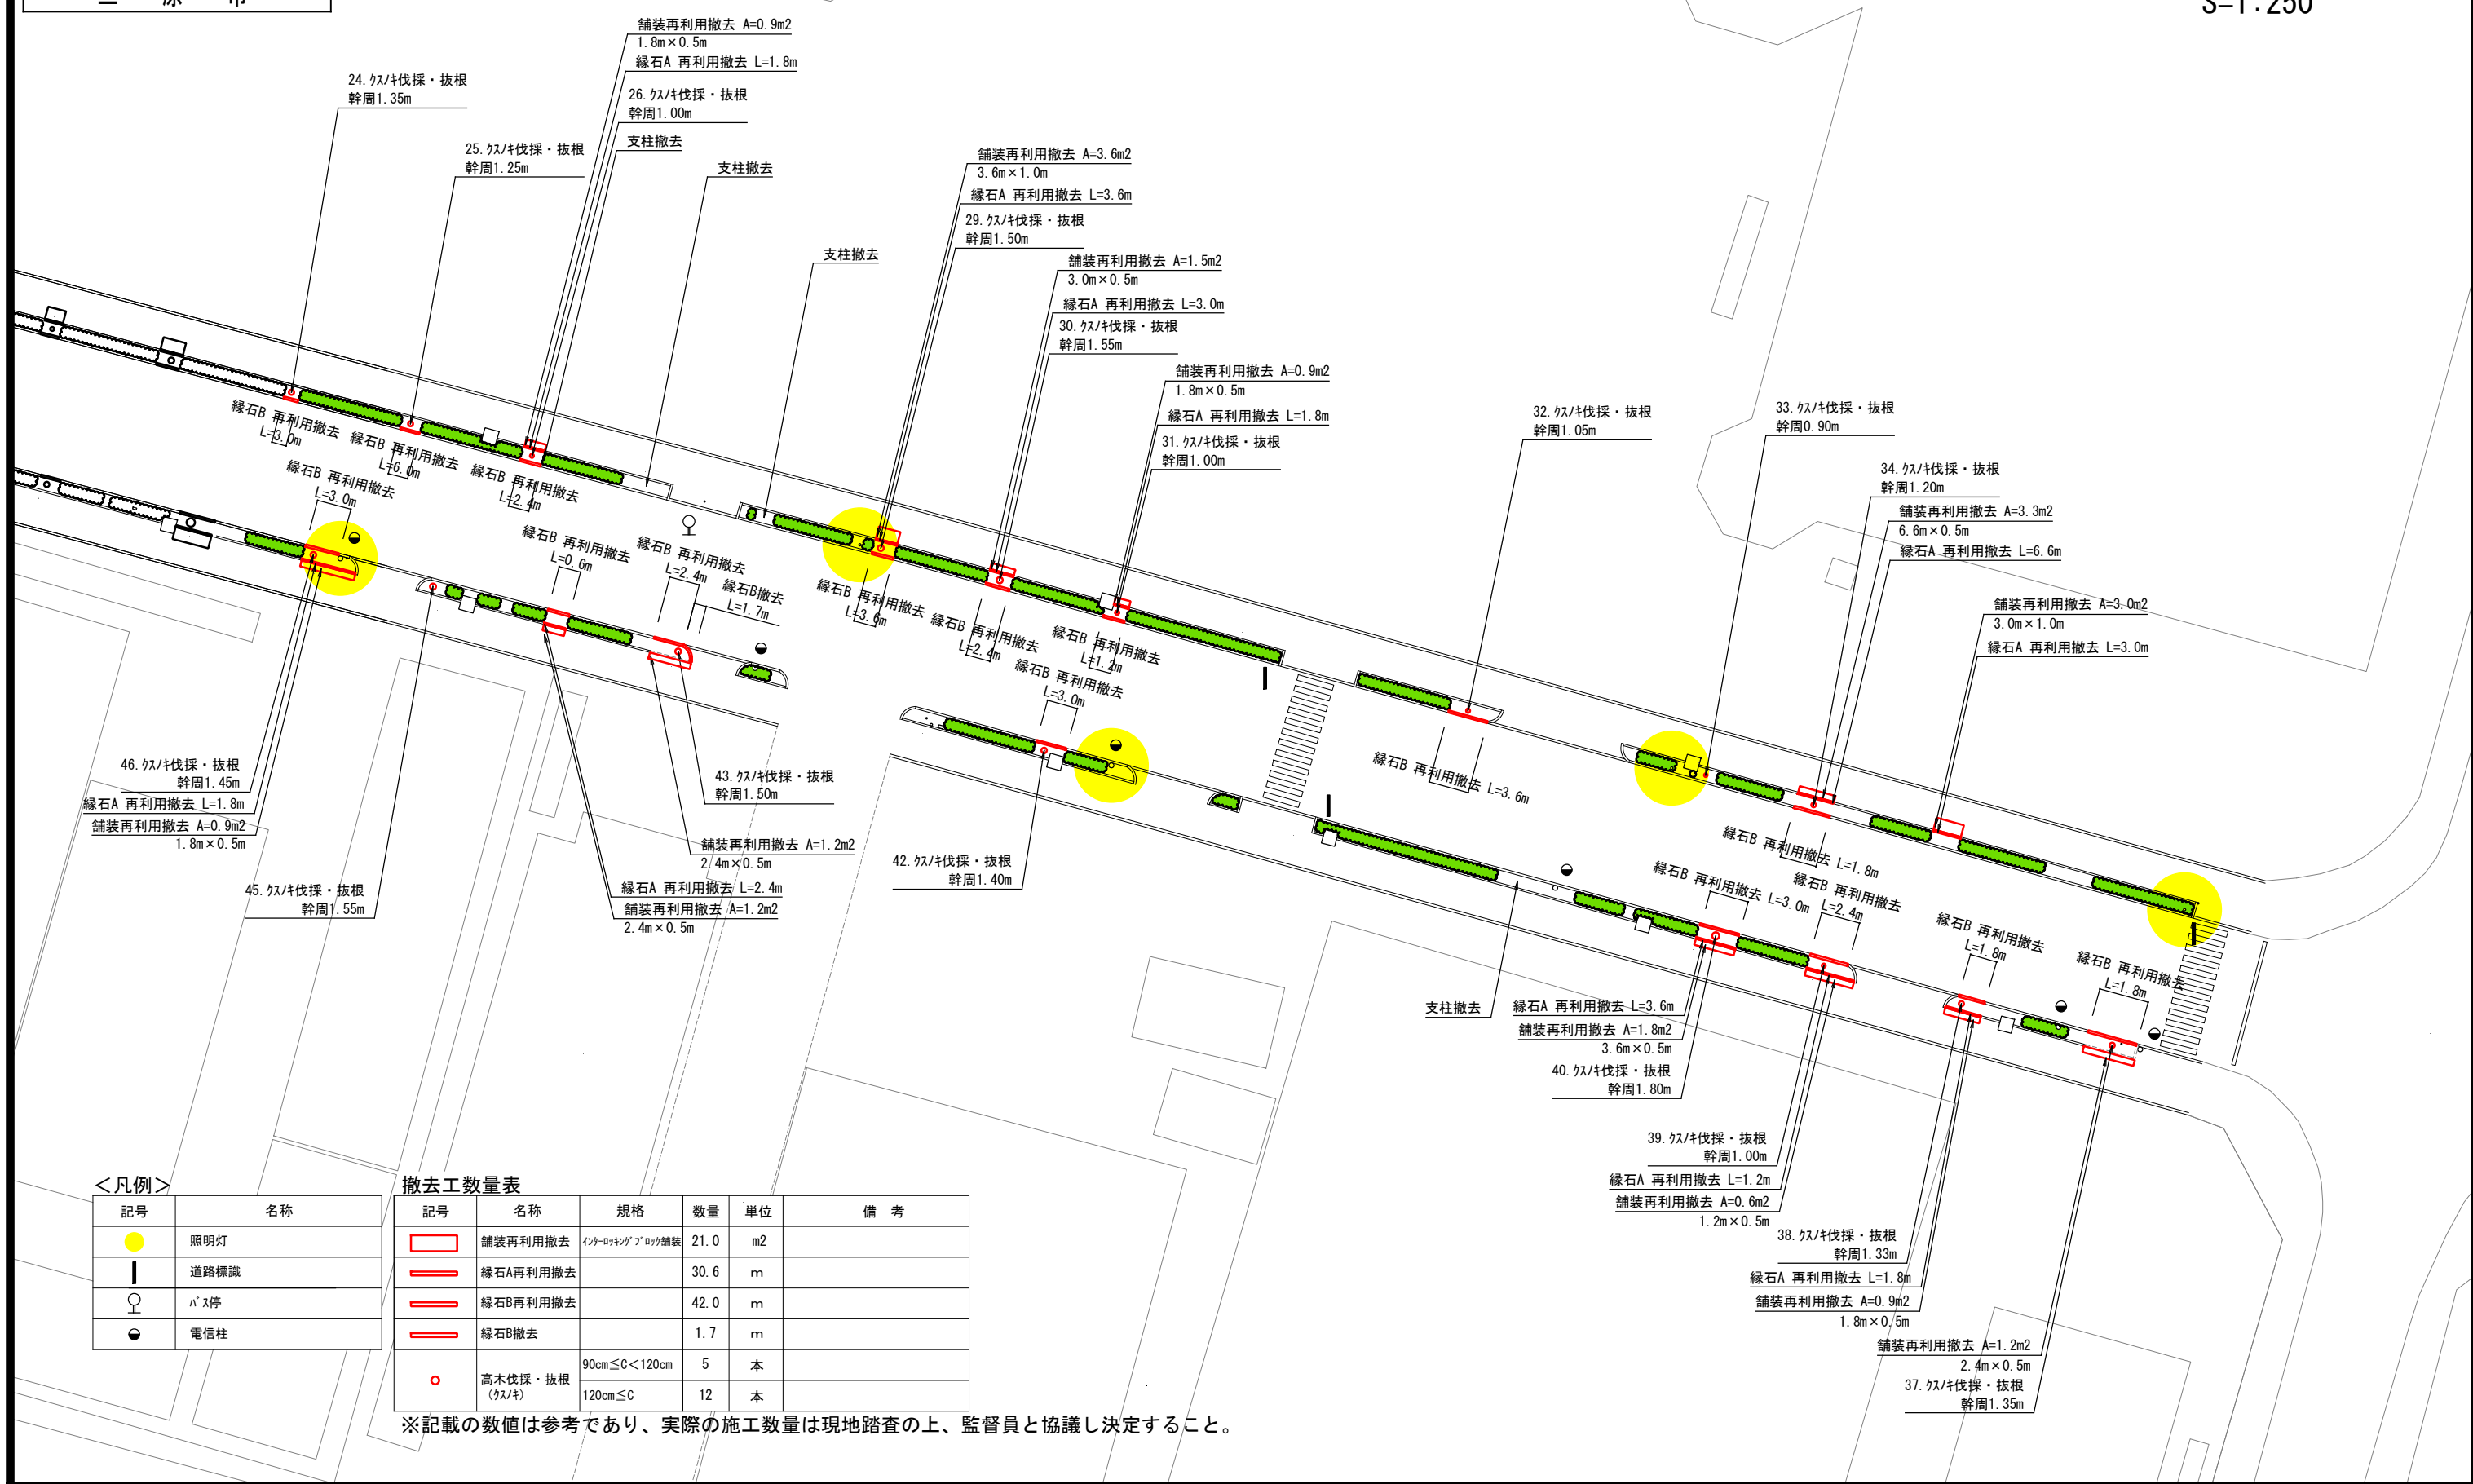 S=1:250
舗装再利用撤去 A=0.9m2
1.8m×0.5m
縁石A 再利用撤去 L=1.8m
24.クスノキ伐採・抜根
幹周1.35m
26.クスノキ伐採・抜根
幹周1.00m
支柱撤去
25.クスノキ伐採・抜根
幹周1.25m
支柱撤去
舗装再利用撤去 A=3.6m2
3.6m×1.0m
縁石A 再利用撤去 L=3.6m
29.クスノキ伐採・抜根
幹周1.50m
支柱撤去
舗装再利用撤去 A=1.5m2
3.0m×0.5m
縁石A 再利用撤去 L=3.0m
30.クスノキ伐採・抜根
幹周1.55m
舗装再利用撤去 A=0.9m2
1.8m×0.5m
縁石A 再利用撤去 L=1.8m
31.クスノキ伐採・抜根
幹周1.00m
32.クスノキ伐採・抜根
幹周1.05m
33.クスノキ伐採・抜根
幹周0.90m
34.クスノキ伐採・抜根
幹周1.20m
舗装再利用撤去 A=3.3m2
6.6m×0.5m
縁石A 再利用撤去 L=6.6m
舗装再利用撤去 A=3.0m2
3.0m×1.0m
縁石A 再利用撤去 L=3.0m
縁石B 再利用撤去
L=3.0m
縁石B 再利用撤去
L=6.0m
縁石B 再利用撤去
L=2.4m
縁石B 再利用撤去
L=3.0m
縁石B 再利用撤去
L=0.6m
縁石B 再利用撤去
L=2.4m
縁石B撤去
L=1.7m
縁石B 再利用撤去
L=3.6m
縁石B 再利用撤去
L=2.4m
縁石B 再利用撤去
L=1.2m
縁石B 再利用撤去
L=3.0m
縁石B 再利用撤去 L=3.6m
縁石B 再利用撤去 L=1.8m
縁石B 再利用撤去 L=3.0m
縁石B 再利用撤去
L=2.4m
縁石B 再利用撤去
L=1.8m
縁石B 再利用撤去
L=1.8m
46.クスノキ伐採・抜根
幹周1.45m
縁石A 再利用撤去 L=1.8m
舗装再利用撤去 A=0.9m2
1.8m×0.5m
45.クスノキ伐採・抜根
幹周1.55m
43.クスノキ伐採・抜根
幹周1.50m
舗装再利用撤去 A=1.2m2
2.4m×0.5m
縁石A 再利用撤去 L=2.4m
舗装再利用撤去 A=1.2m2
2.4m×0.5m
42.クスノキ伐採・抜根
幹周1.40m
支柱撤去
縁石A 再利用撤去 L=3.6m
舗装再利用撤去 A=1.8m2
3.6m×0.5m
40.クスノキ伐採・抜根
幹周1.80m
39.クスノキ伐採・抜根
幹周1.00m
縁石A 再利用撤去 L=1.2m
舗装再利用撤去 A=0.6m2
1.2m×0.5m
38.クスノキ伐採・抜根
幹周1.33m
縁石A 再利用撤去 L=1.8m
舗装再利用撤去 A=0.9m2
1.8m×0.5m
舗装再利用撤去 A=1.2m2
2.4m×0.5m
37.クスノキ伐採・抜根
幹周1.35m
＜凡例＞
記号 名称
照明灯
道路標識
バス停
電信柱
撤去工数量表
記号 名称 規格 数量 単位 備 考
舗装再利用撤去 インターロッキングブロック舗装 21.0 m2
縁石A再利用撤去 30.6 m
縁石B再利用撤去 42.0 m
縁石B撤去 1.7 m
高木伐採・抜根
(クスノキ)
90cm≦C＜120cm 5 本
120cm≦C 12 本
※記載の数値は参考であり、実際の施工数量は現地踏査の上、監督員と協議し決定すること。